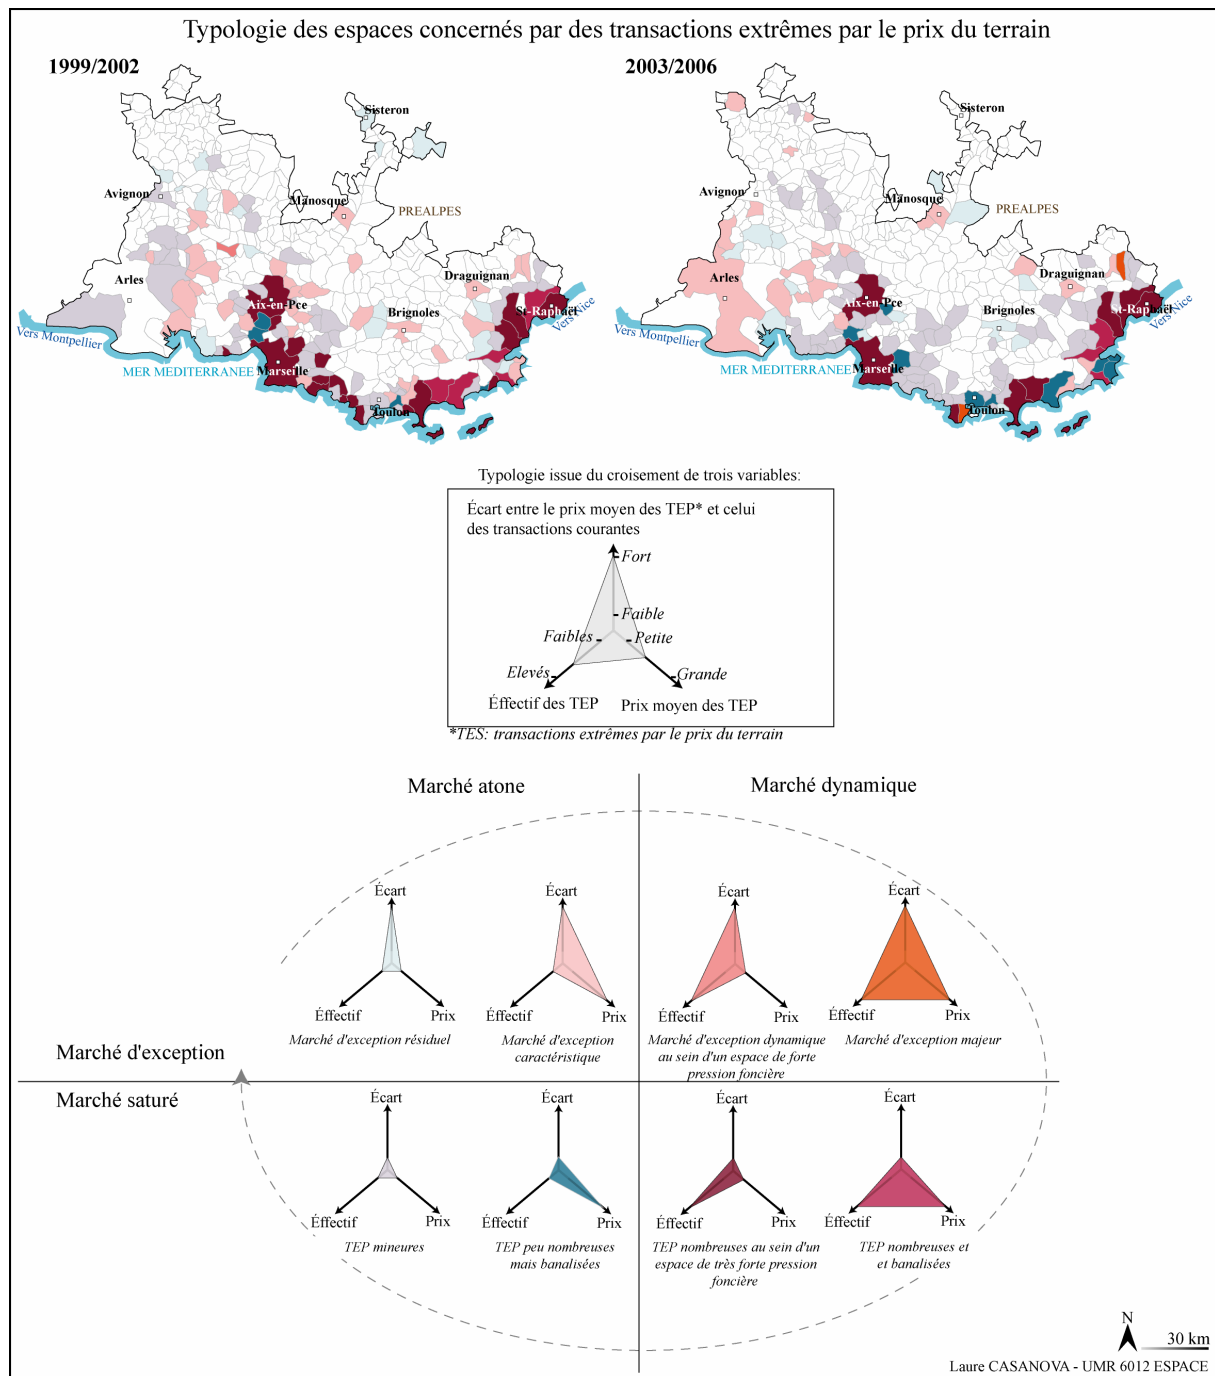 Typologie des espaces concernés par des transactions extrêmes par le prix du terrain
1999/2002
Sisteron
Avignon
Manosque
PREALPES
Arles
Draguignan
Aix-en-Pce
Brignoles
St-Raphaël
Vers Nice
Vers Montpellier
MER MEDITERRANEE
Marseille
Toulon
2003/2006
Sisteron
Avignon
Manosque
PREALPES
Arles
Draguignan
Aix-en-Pce
Brignoles
St-Raphaël
Vers Nice
Vers Montpellier
MER MEDITERRANEE
Marseille
Toulon
Typologie issue du croisement de trois variables:
Écart entre le prix moyen des TEP* et celui
des transactions courantes
Fort
Faible
Faibles
Petite
Elevés
Grande
Éffectif des TEP
Prix moyen des TEP
*TES: transactions extrêmes par le prix du terrain
Marché atone
Marché dynamique
Écart
Éffectif
Prix
Marché d'exception résiduel
Écart
Effectif
Prix
Marché d'exception
caractéristique
Écart
Effectif
Prix
Marché d'exception dynamique
au sein d'un espace de forte
pression foncière
Écart
Effectif
Prix
Marché d'exception majeur
Marché d'exception
Marché saturé
Écart
Éffectif
Prix
TEP mineures
Écart
Effectif
Prix
TEP peu nombreuses
mais banalisées
Écart
Effectif
Prix
TEP nombreuses au sein d'un
espace de très forte pression
foncière
Écart
Éffectif
Prix
TEP nombreuses et
et banalisées
N
30 km
Laure CASANOVA - UMR 6012 ESPACE